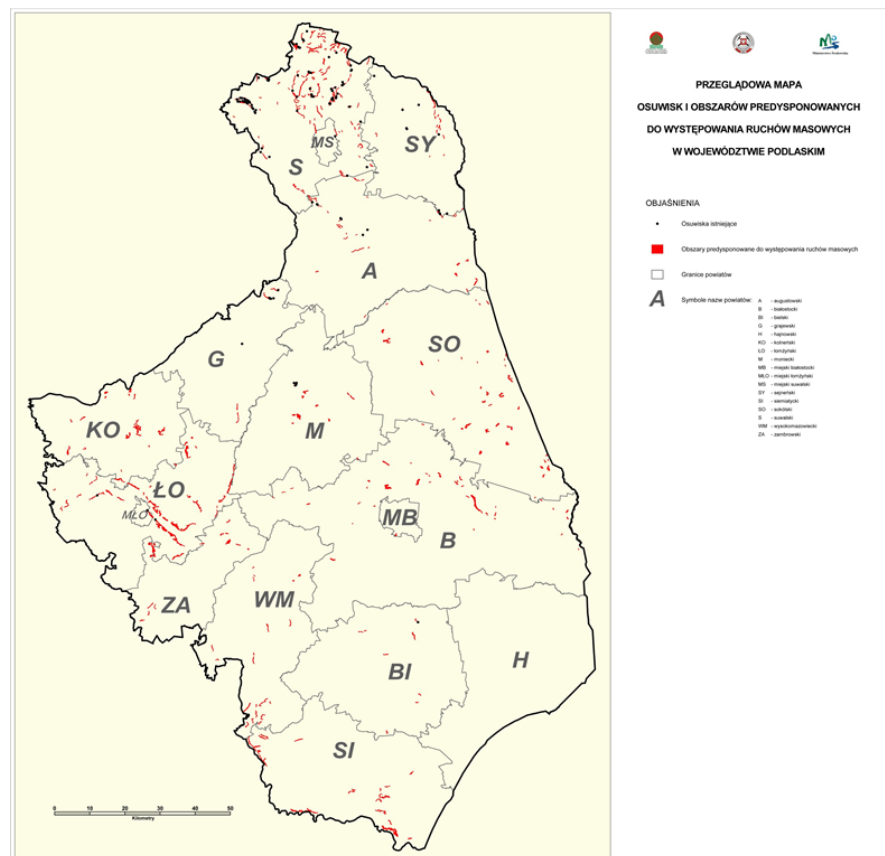 PRZEGLĄDOWA MAPA
OSUWISK I OBSZARÓW PREDYSPONOWANYCH
DO WYSTĘPOWANIA RUCHÓW MASOWYCH
W WOJEWÓDZTWIE PODLASKIM
OBJAŚNIENIA
Osuwiska istniejące
Obszary predysponowane do występowania ruchów masowych
Granice powiatów
A Symbole nazw powiatów:
A - augustowski
B - białostocki
BI - bielski
G - grajewski
H - hajnowski
KO - kolneński
ŁO - łomżyński
M - moniecki
MB - miejski białostocki
MŁO - miejski łomżyński
MS - miejski suwalski
SY - sejneński
SI - siemiatycki
SO - sokólski
S - suwalski
WM - wysokomazowiecki
ZA - zambrowski
MS
SY
S
A
SO
G
KO
M
ŁO
MŁO
MB
B
ZA
WM
H
BI
SI
0 10 20 30 40 50
Kilometry